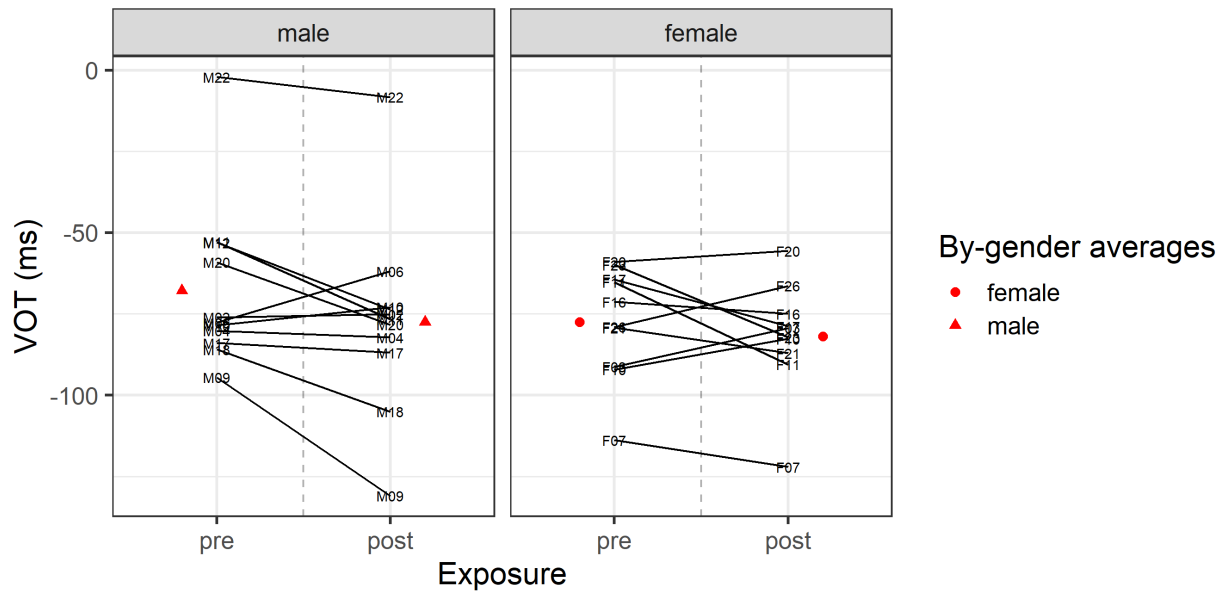 male
female
VOT (ms)
0
-50
-100
M22
M22
M20
M06
M20
M04
M04
M17
M17
M18
M18
M09
M09
F20
F26
F17
F16
F16
F21
F11
F07
F07
pre
post
pre
post
Exposure
By-gender averages
female
male